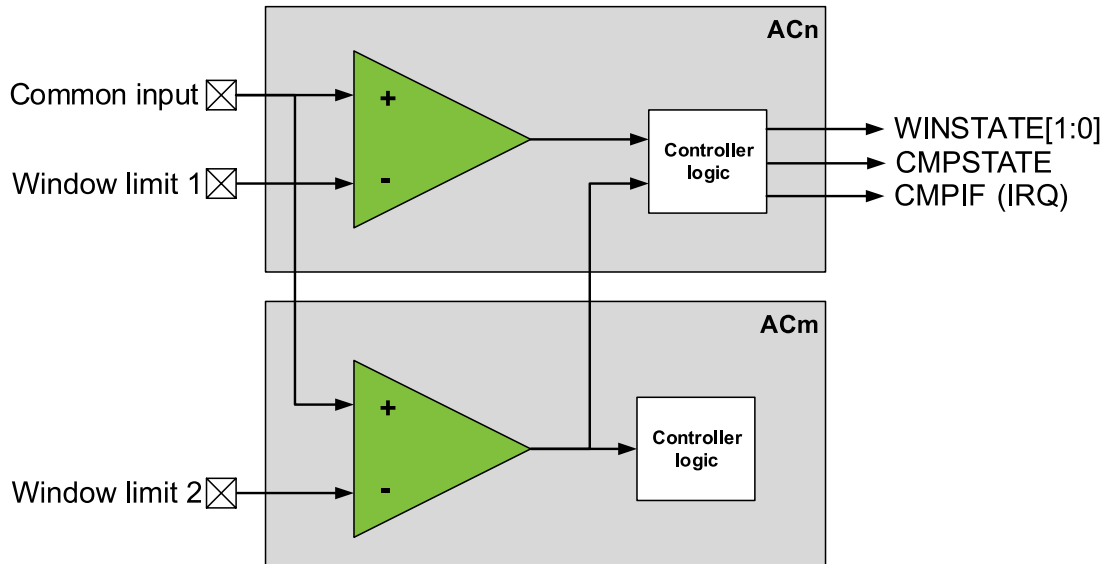 ACn
Common input
+
WINSTATE[1:0]
Controller
logic
CMPSTATE
Window limit 1
-
CMPIF (IRQ)
ACm
+
Controller
logic
Window limit 2
-